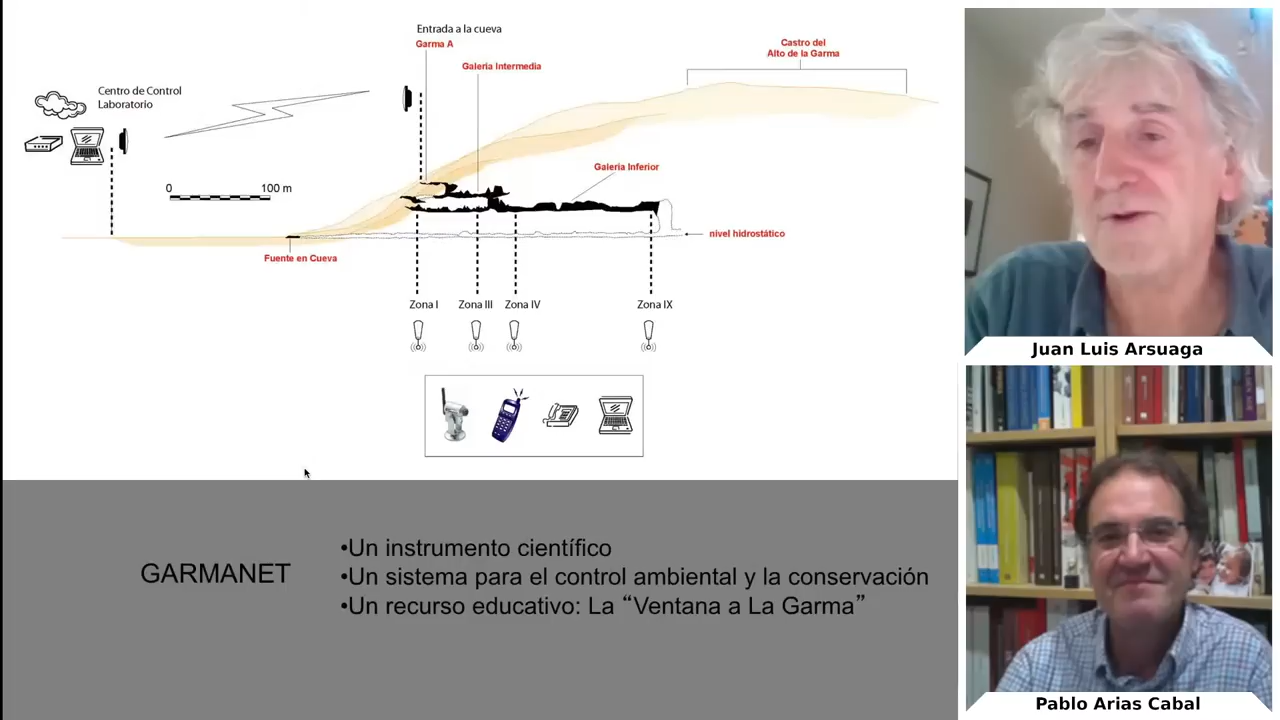 Entrada a la cueva
Garma A
Galería Intermedia
Castro del
Alto de la Garma
Centro de Control
Laboratorio
Galería Inferior
0 100 m
nivel hidrostático
Fuente en Cueva
Zona I Zona III Zona IV Zona IX
GARMANET
•Un instrumento científico
•Un sistema para el control ambiental y la conservación
•Un recurso educativo: La “Ventana a La Garma”
Juan Luis Arsuaga
Pablo Arias Cabal